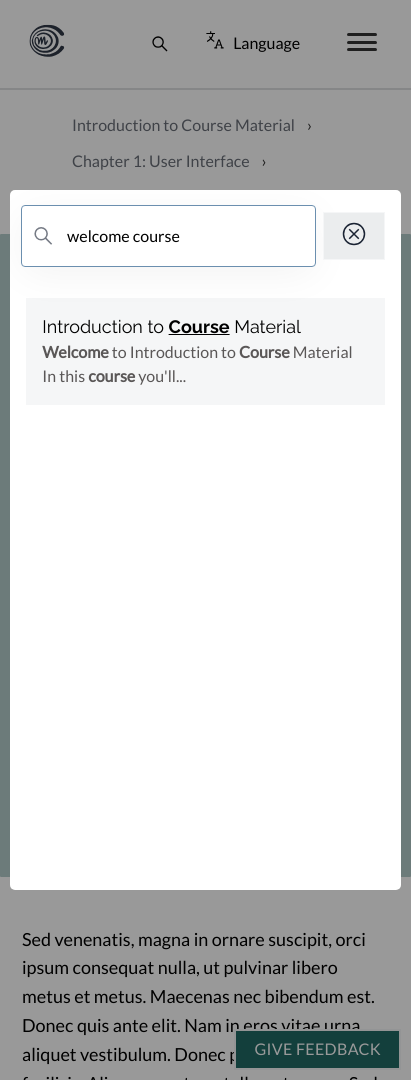 Language
Introduction to Course Material ›
Chapter 1: User Interface ›
welcome course
Introduction to Course Material
Welcome to Introduction to Course Material
In this course you'll...
Sed venenatis, magna in ornare suscipit, orci
ipsum consequat nulla, ut pulvinar libero
metus et metus. Maecenas nec bibendum est.
Donec quis ante elit. Nam in eros vitae urna
aliquet vestibulum. Donec
GIVE FEEDBACK